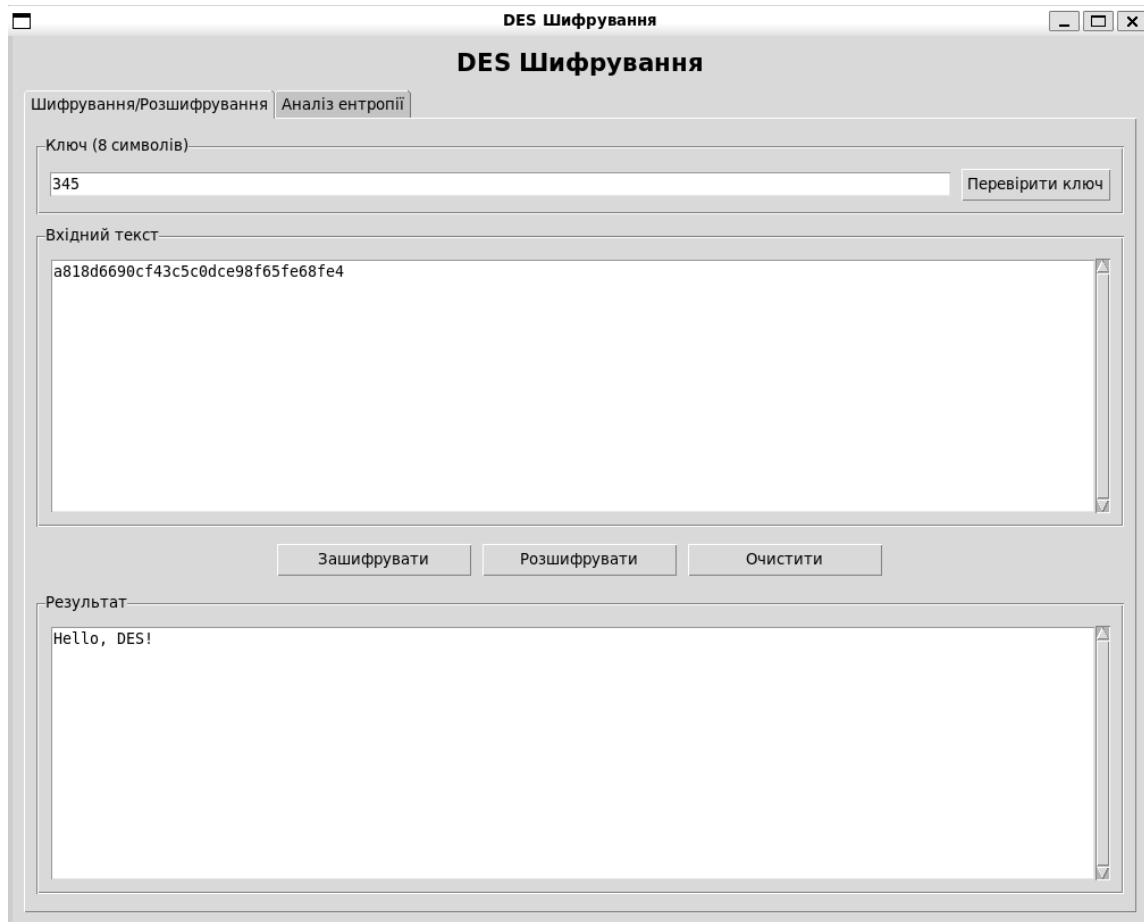 DES Шифрування
DES Шифрування
Шифрування/Розшифрування Аналіз ентропії
Ключ (8 символів)
345 Перевірити ключ
Вхідний текст
a818d6690cf43c5c0dce98f65fe68fe4
Зашифрувати Розшифрувати Очистити
Результат
Hello, DES!